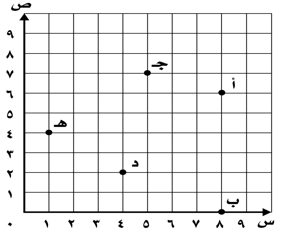 ص
٩
٨
٧ جـ
٦ أ
٥
٤ هـ
٣
٢ د
١
٠ ١ ٢ ٣ ٤ ٥ ٦ ٧ ٨ ٩ س
ب